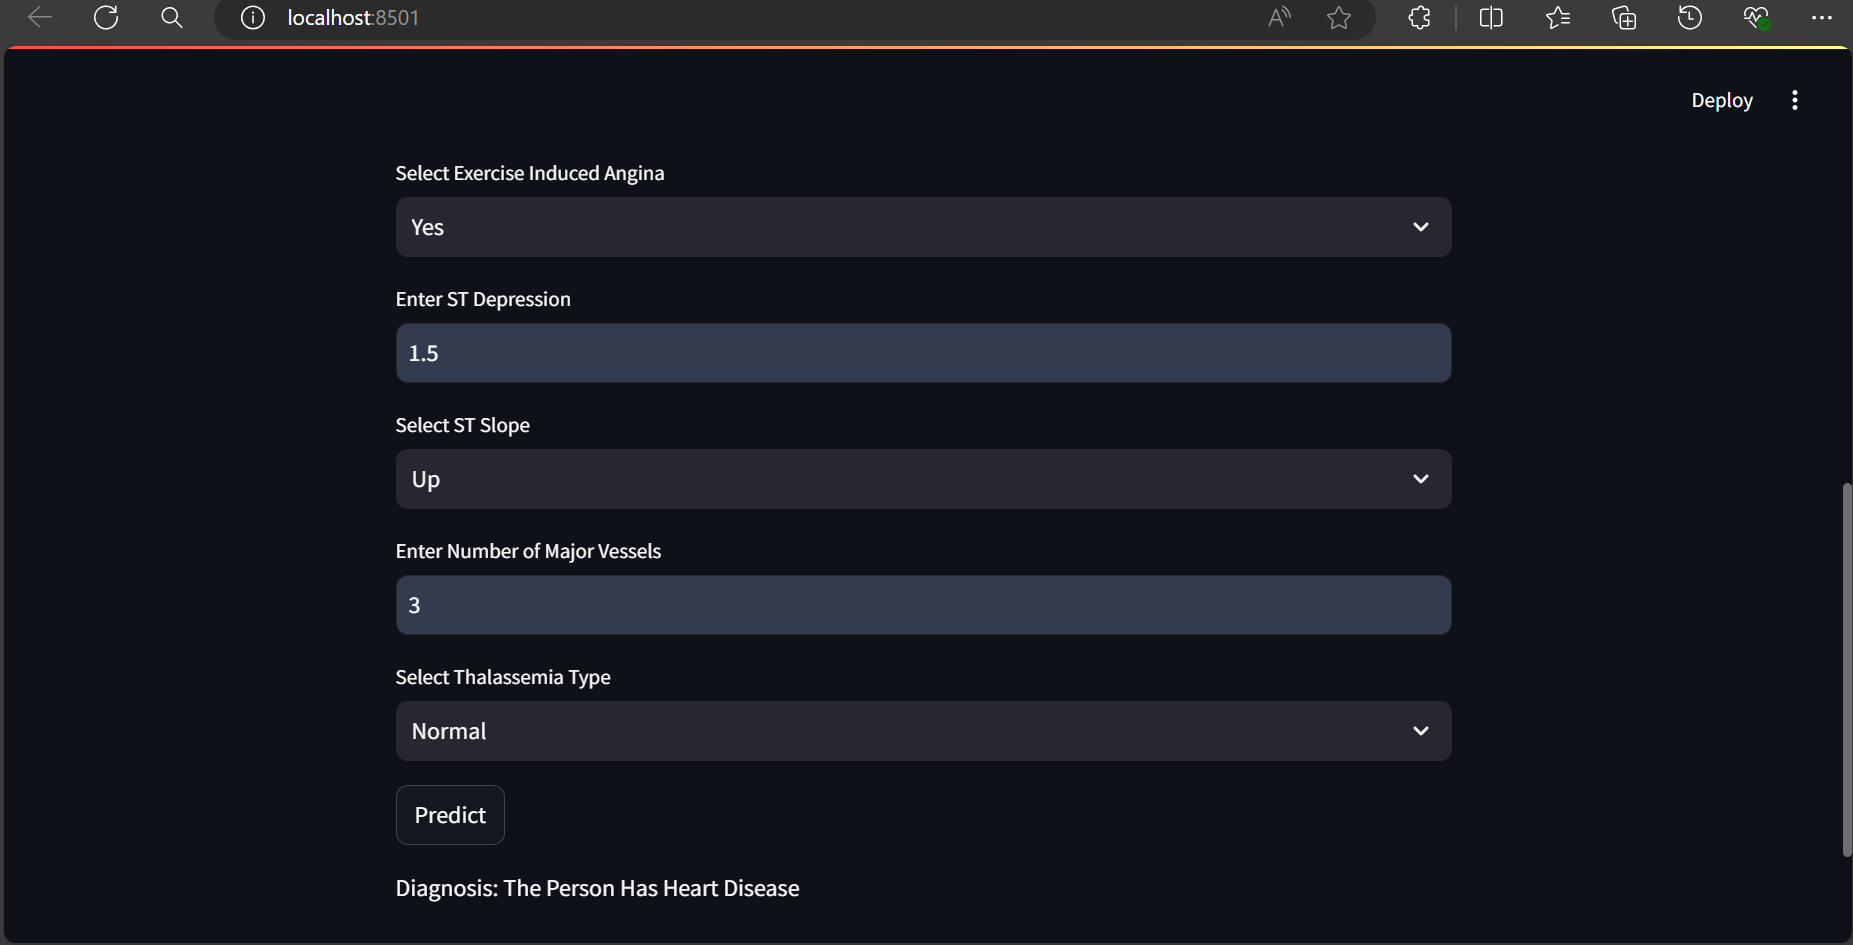 localhost:8501
Deploy
Select Exercise Induced Angina
Yes
Enter ST Depression
1.5
Select ST Slope
Up
Enter Number of Major Vessels
3
Select Thalassemia Type
Normal
Predict
Diagnosis: The Person Has Heart Disease